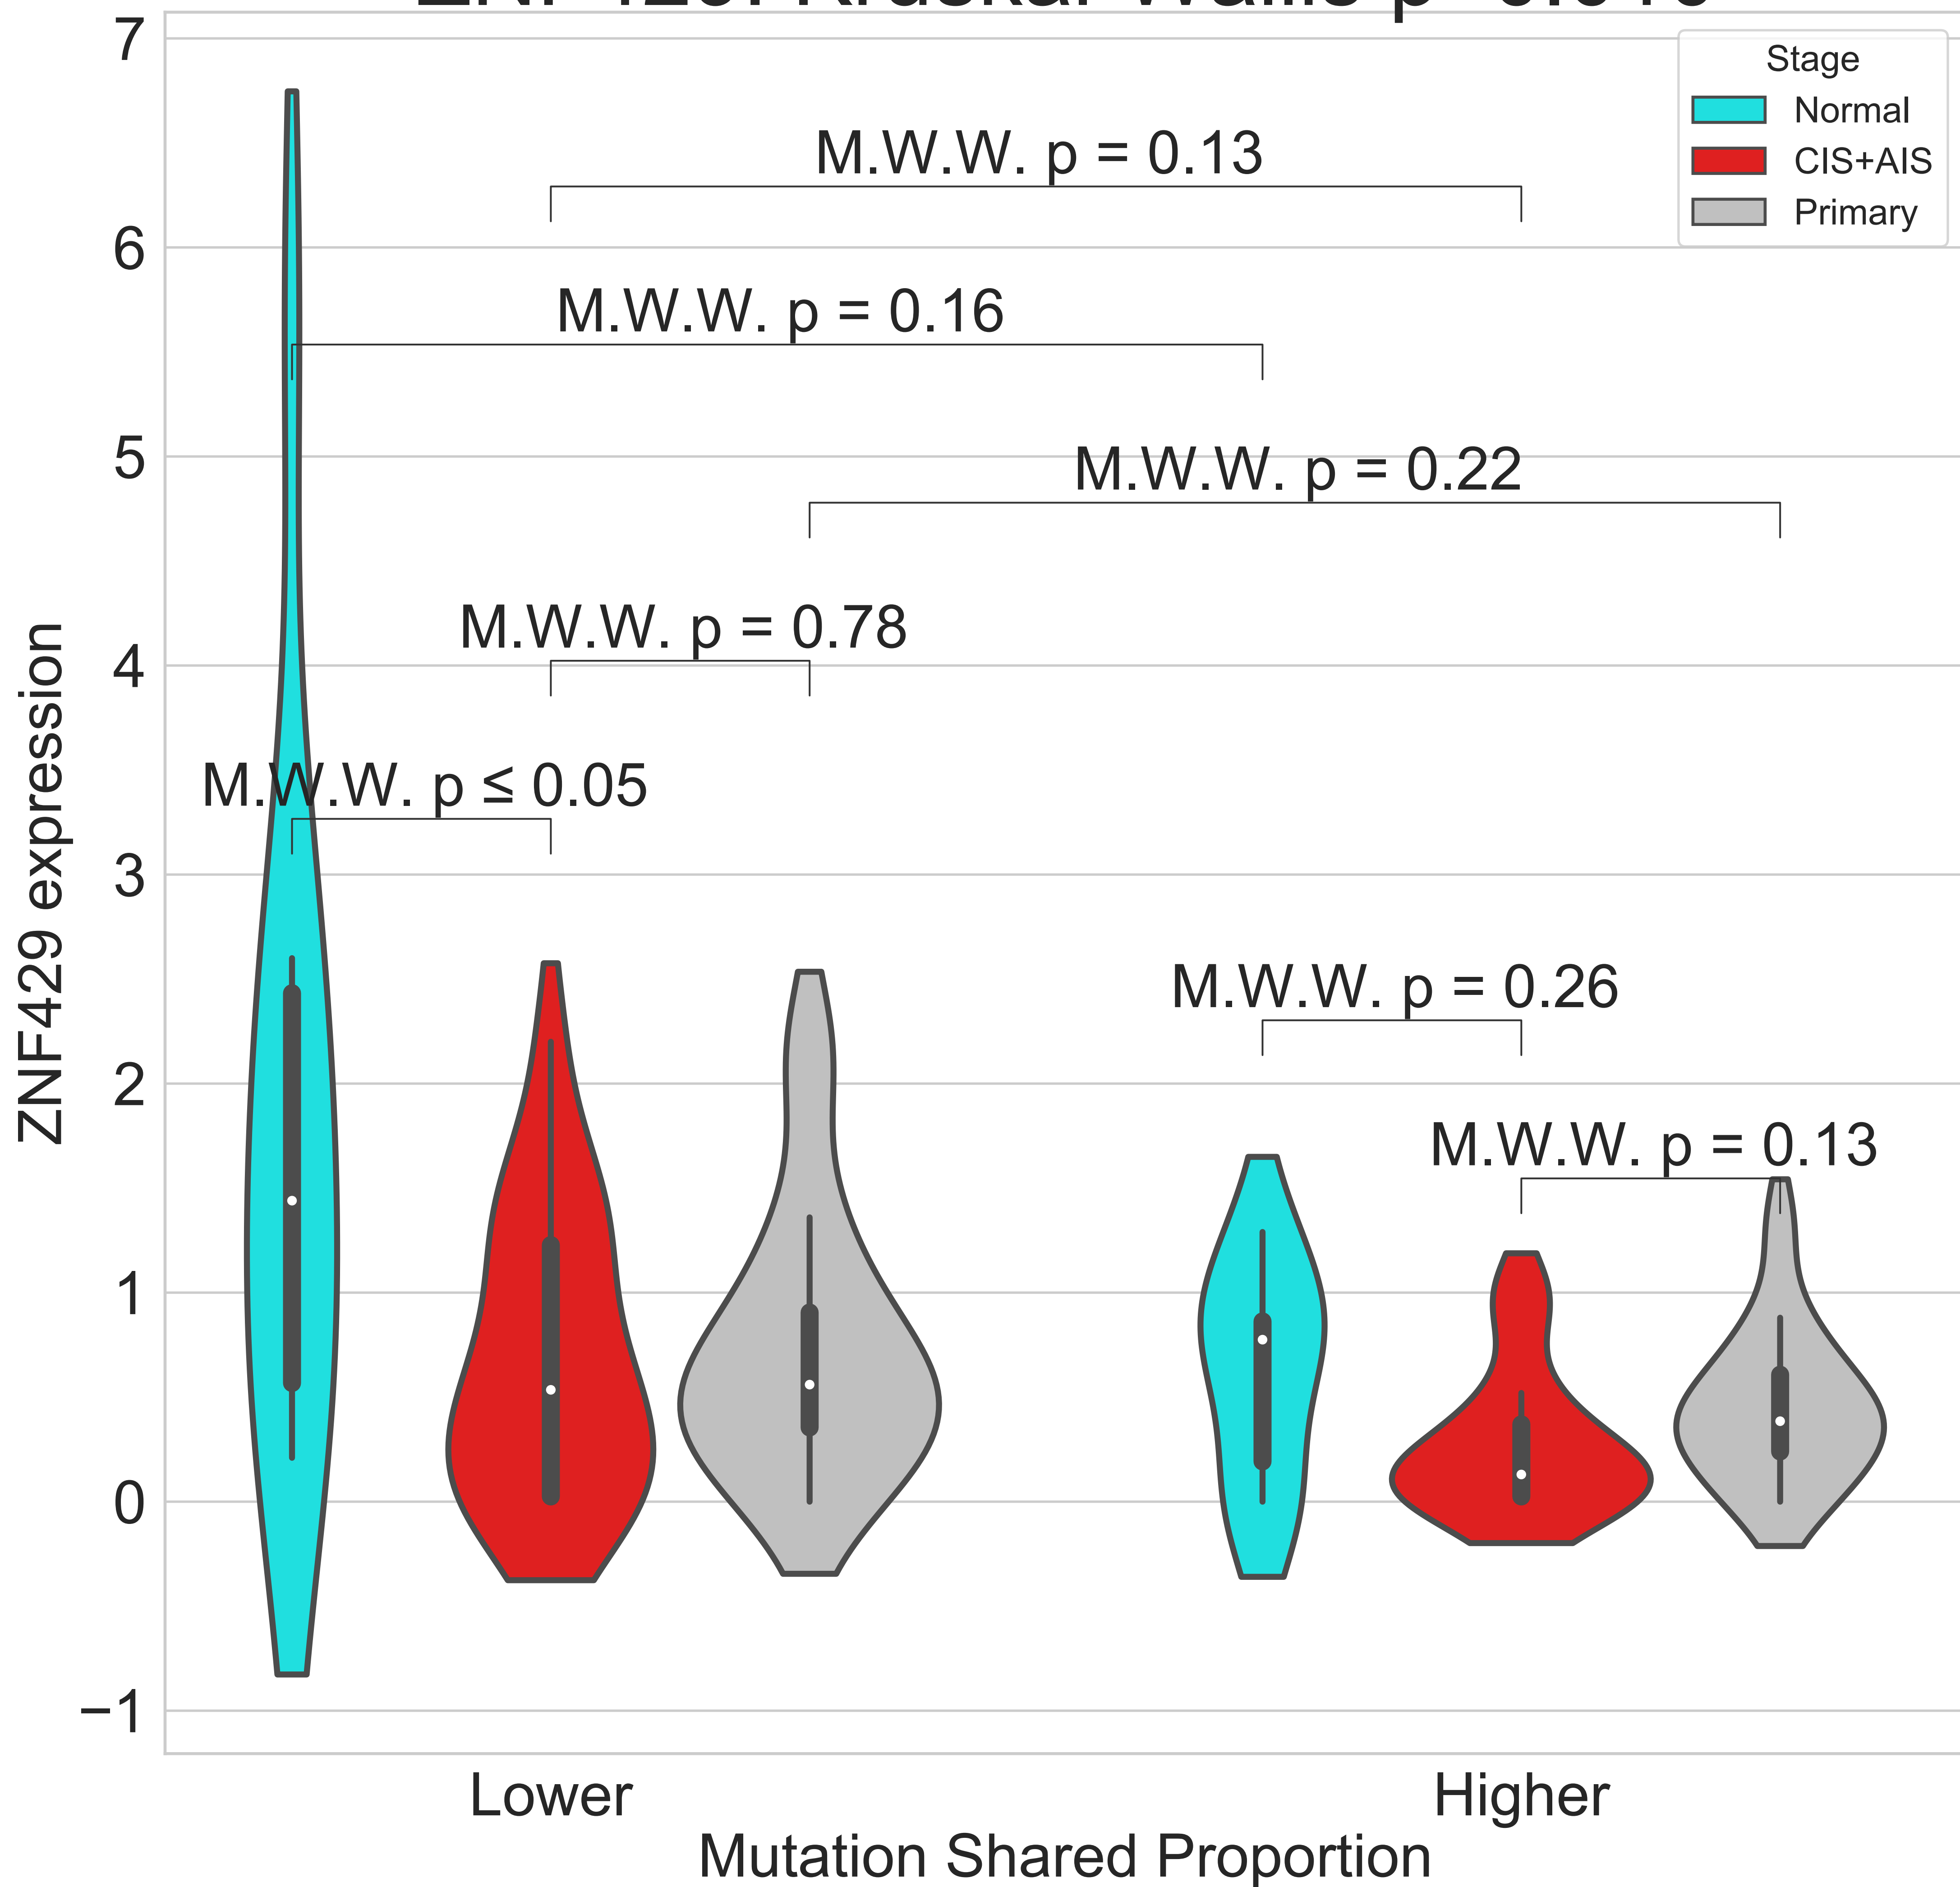 7
Stage
Normal
CIS+AIS
Primary
M.W.W. p = 0.13
6
M.W.W. p = 0.16
5
M.W.W. p = 0.22
M.W.W. p = 0.78
4
M.W.W. p ≤ 0.05
3
M.W.W. p = 0.26
2
M.W.W. p = 0.13
1
0
−1
ZNF429 expression
Lower
Higher
Mutation Shared Proportion